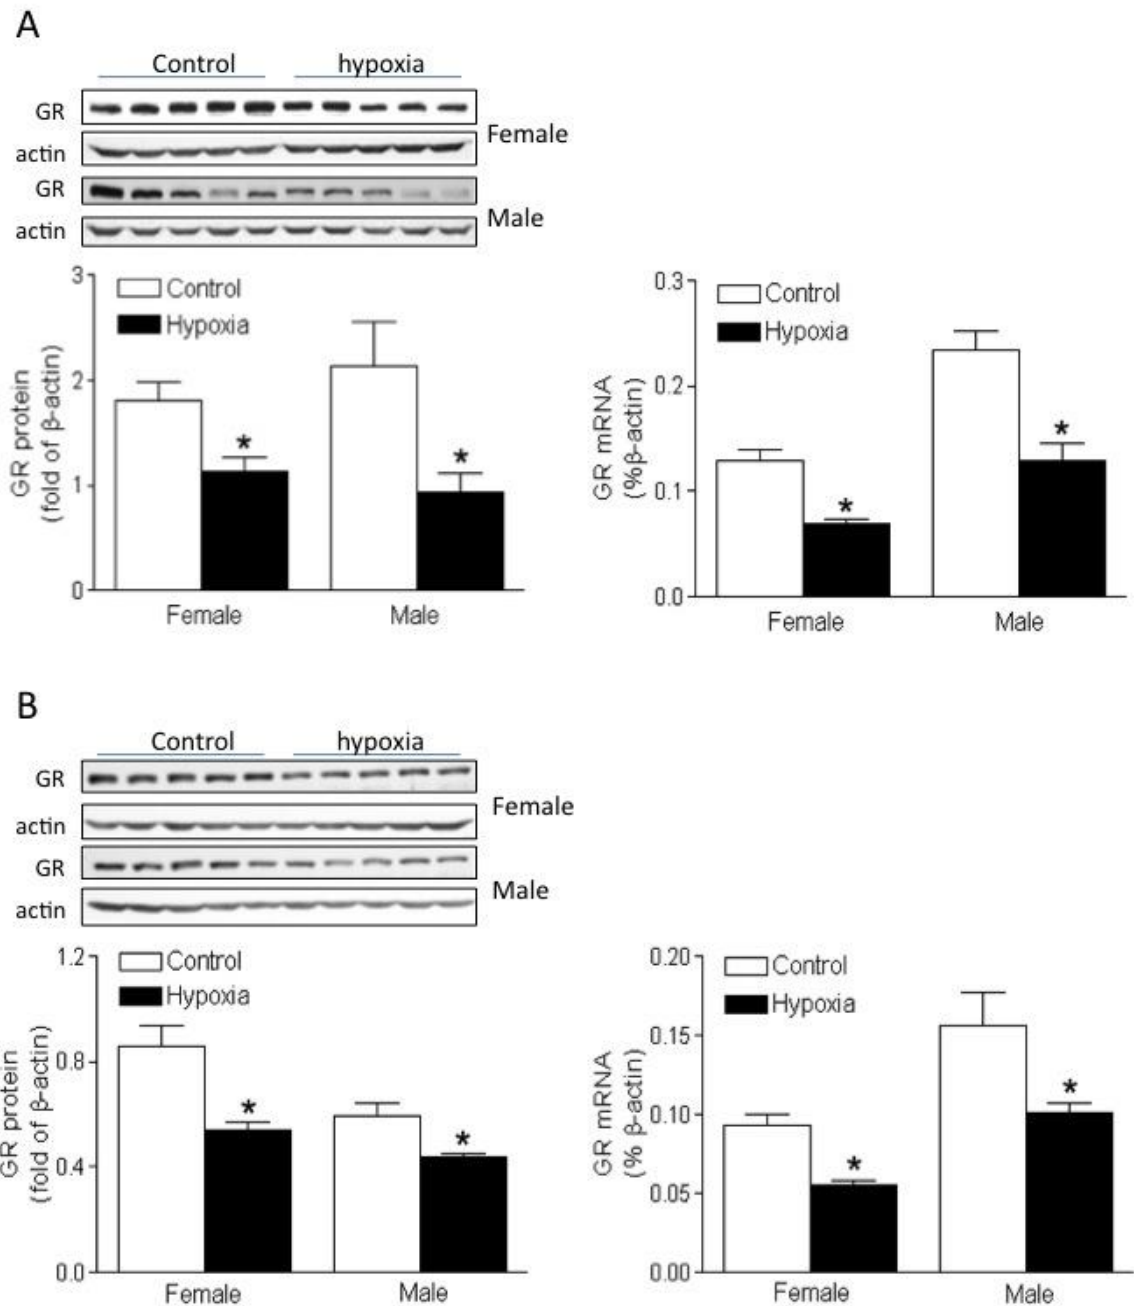 A
Control hypoxia
GR
Female
actin
GR
Male
actin
3
2
1
0
GR protein
(fold of β-actin)
Control
Hypoxia
*
*
Female Male
0.3
0.2
0.1
0.0
GR mRNA
(%β-actin)
Control
Hypoxia
*
*
Female Male
B
Control hypoxia
GR
Female
actin
GR
Male
actin
1.2
0.8
0.4
0.0
GR protein
(fold of β-actin)
Control
Hypoxia
*
*
Female Male
0.20
0.15
0.10
0.05
0.00
GR mRNA
(% β-actin)
Control
Hypoxia
*
*
Female Male